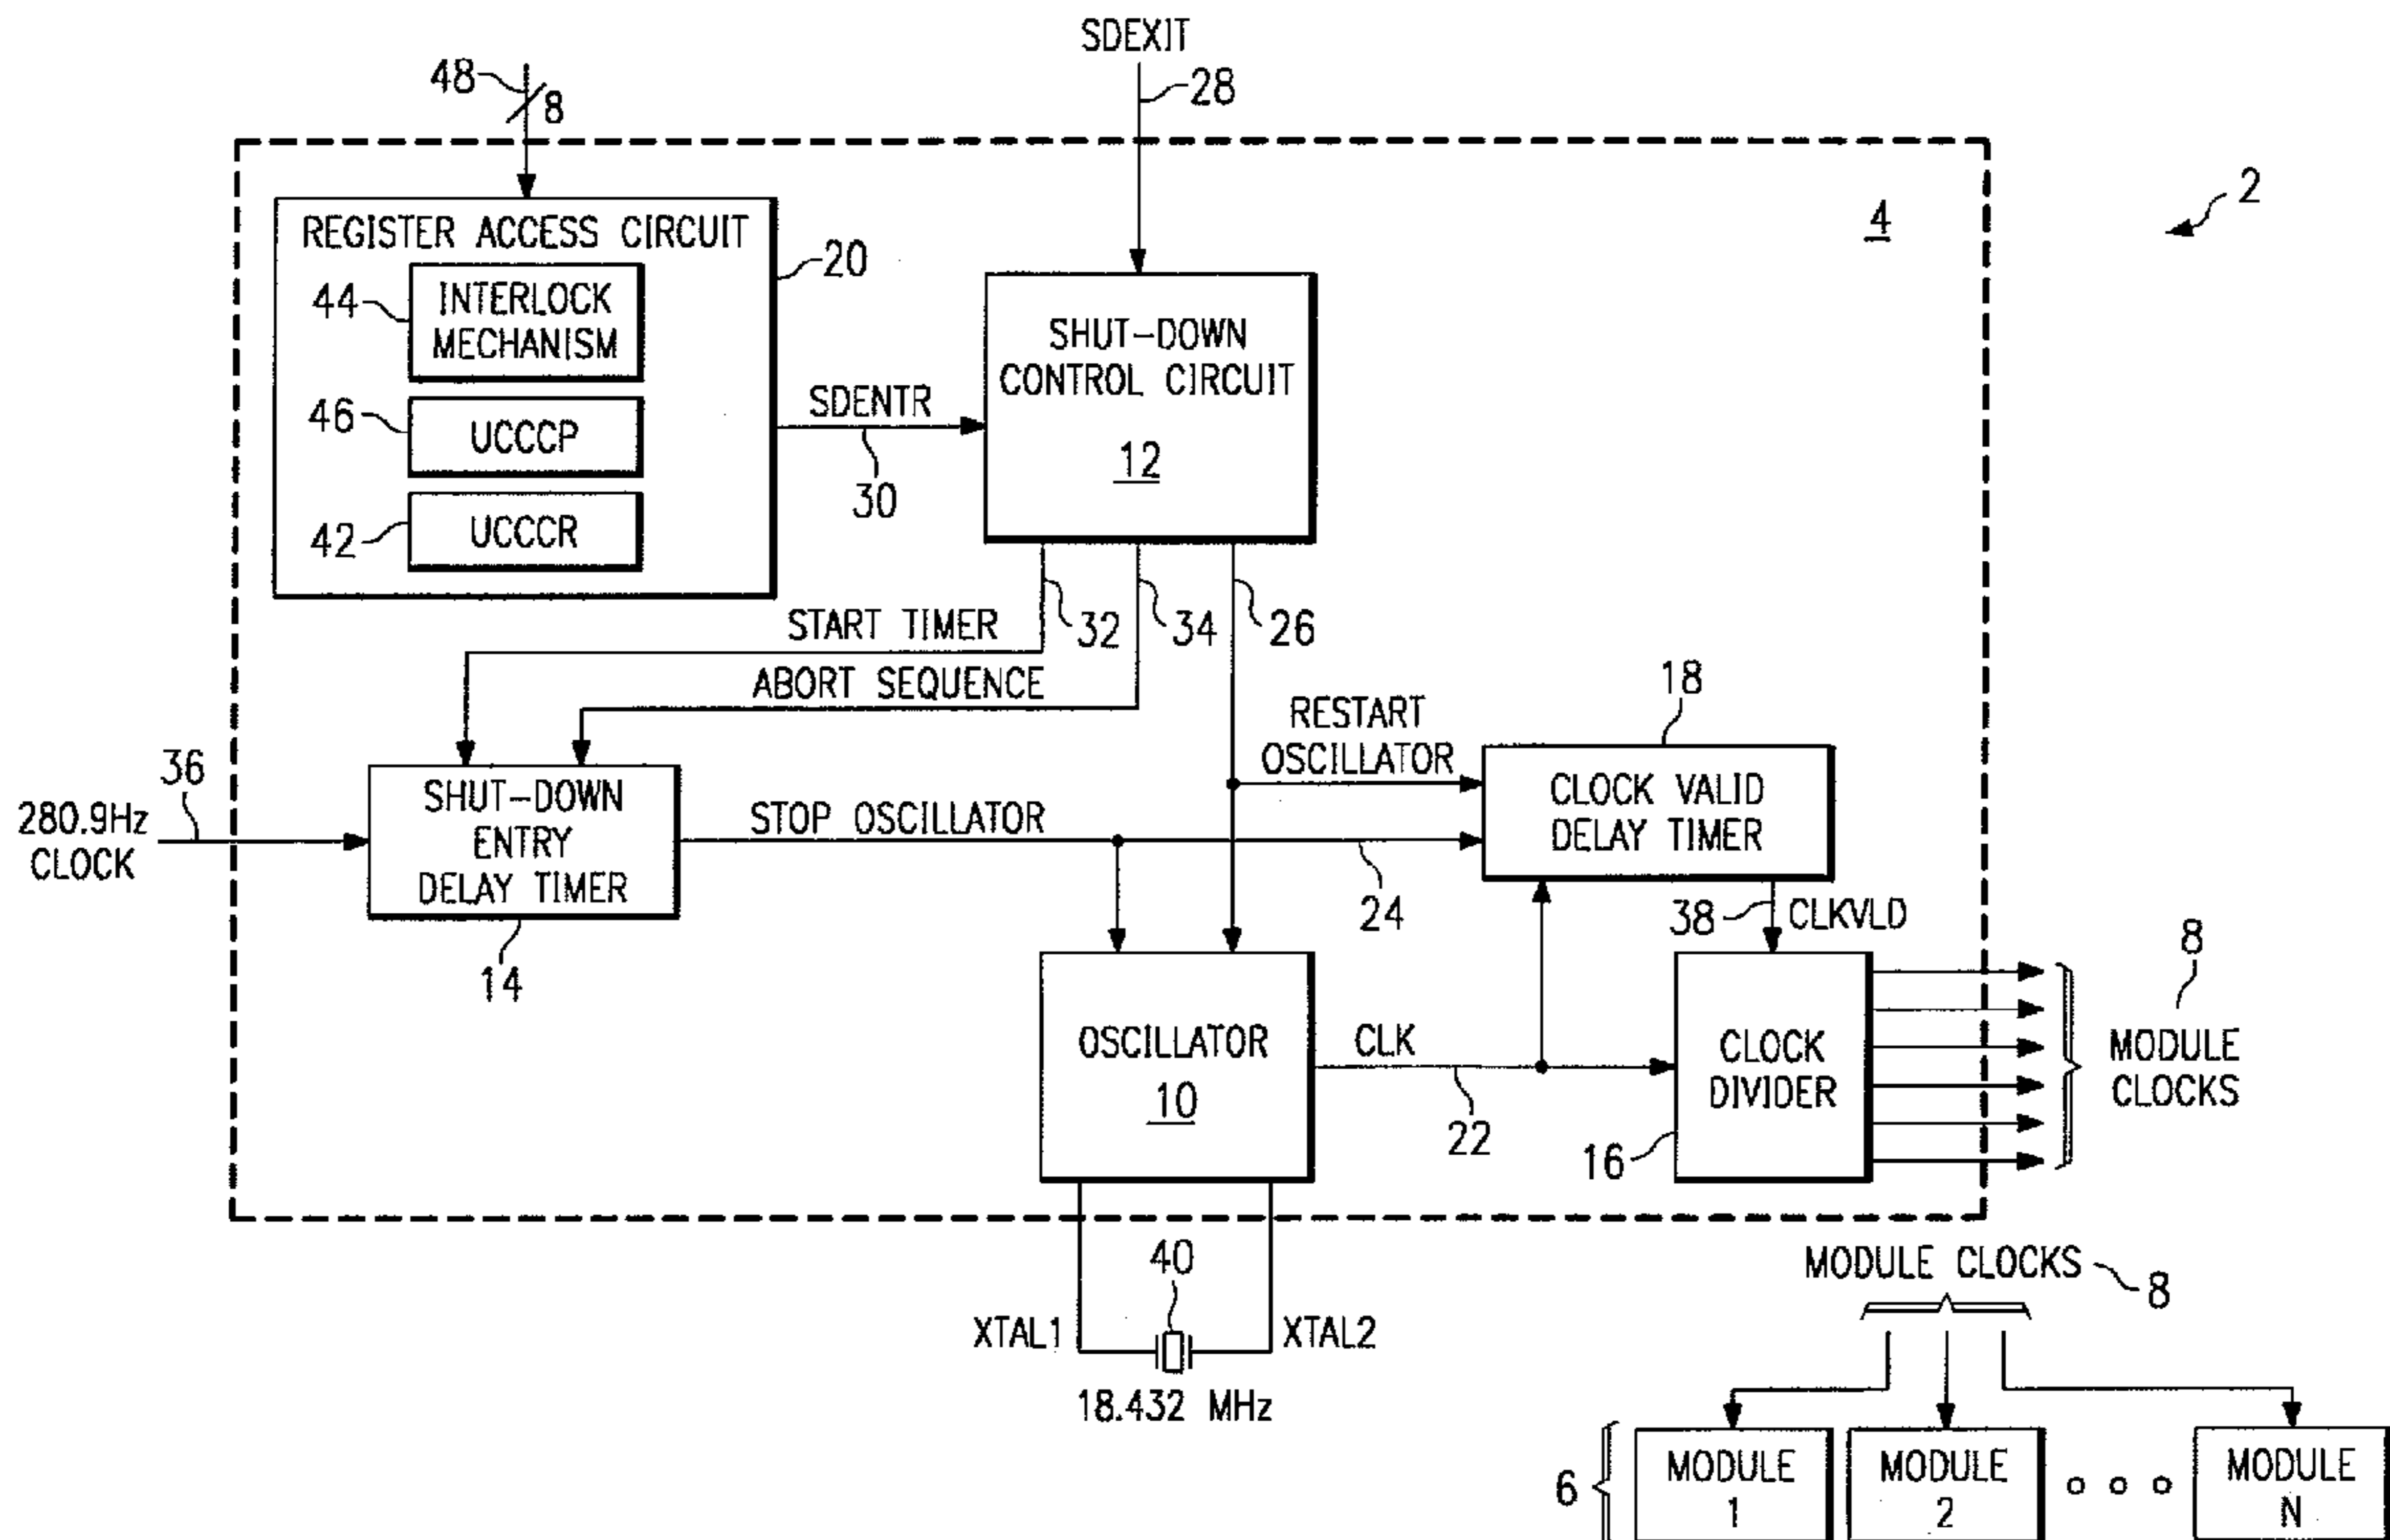 SDEXIT
48
8
28
2
4
REGISTER ACCESS CIRCUIT
20
44
INTERLOCK
MECHANISM
46
UCCCP
42
UCCCR
SDENTR
30
SHUT-DOWN
CONTROL CIRCUIT
12
START TIMER
32
34
26
ABORT SEQUENCE
RESTART
OSCILLATOR
18
36
280.9Hz
CLOCK
SHUT-DOWN
ENTRY
DELAY TIMER
14
STOP OSCILLATOR
24
CLOCK VALID
DELAY TIMER
38
CLKVLD
8
MODULE
CLOCKS
OSCILLATOR
10
CLK
22
CLOCK
DIVIDER
16
40
XTAL1
XTAL2
18.432 MHz
MODULE CLOCKS
8
6
MODULE
1
MODULE
2
MODULE
N